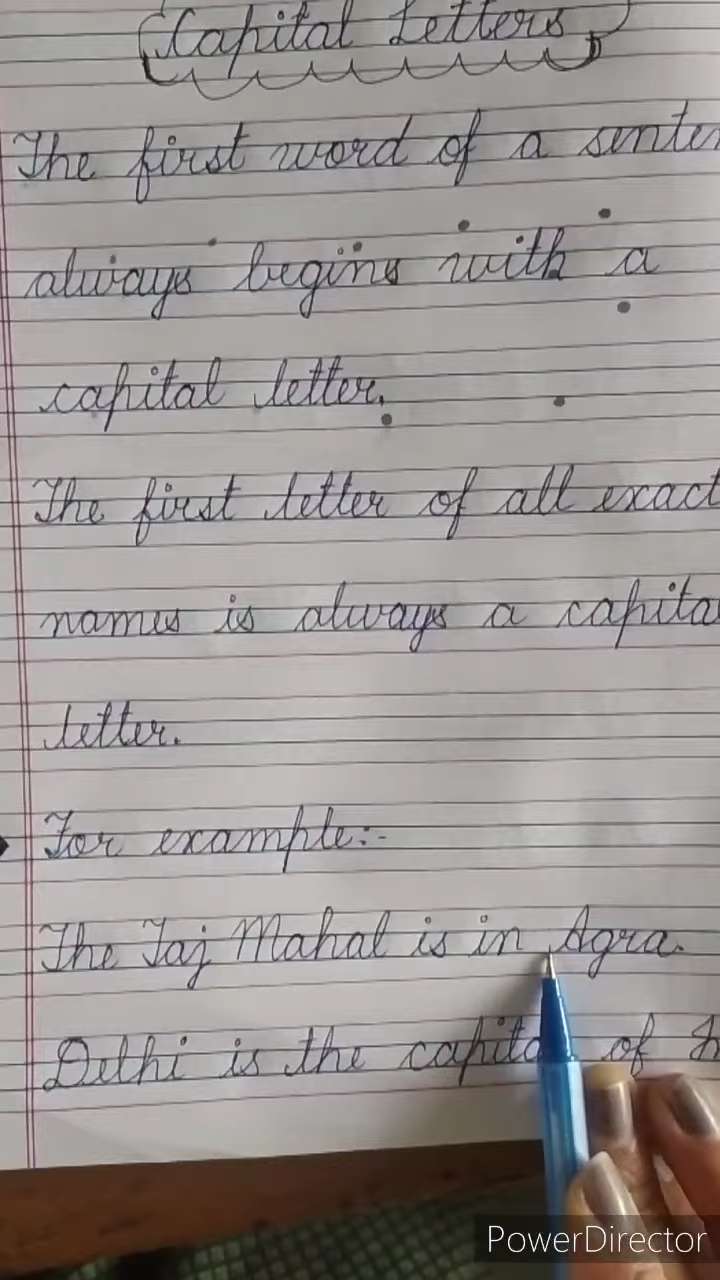 Capital Letters
The first word of a senten
always begins with a
capital letter.
The first letter of all exact
names is always a capita
letter.
For example:-
The Taj Mahal is in Agra.
Delhi is the capital of
PowerDirector